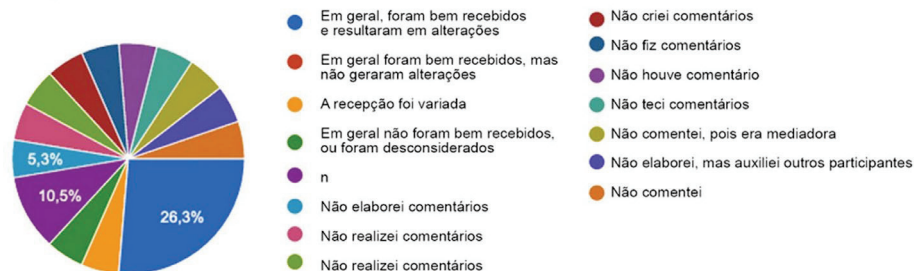 5,3%
10,5%
26,3%
Em geral, foram bem recebidos
e resultaram em alterações
Em geral foram bem recebidos, mas
não geraram alterações
A recepção foi variada
Em geral não foram bem recebidos,
ou foram desconsiderados
n
Não elaborei comentários
Não realizei comentários
Não realizei comentários
Não criei comentários
Não fiz comentários
Não houve comentário
Não teci comentários
Não comentei, pois era mediadora
Não elaborei, mas auxiliei outros participantes
Não comentei